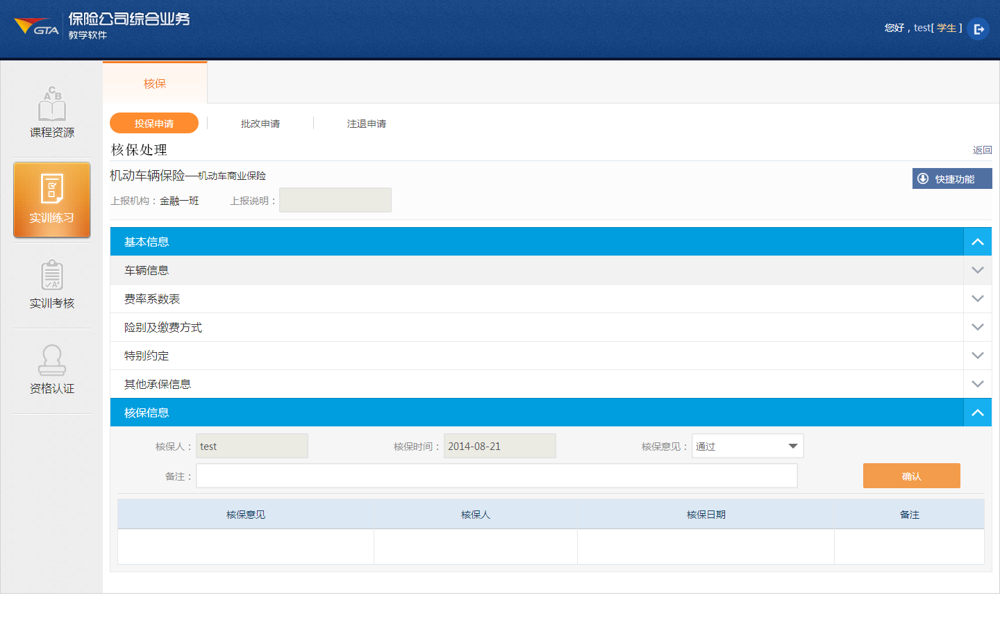 GTA
保险公司综合业务
教学软件
您好，test[ 学生 ]
A C B
课程资源
实训练习
A+
实训考核
资格认证
核保
投保申请
批改申请
注退申请
核保处理
返回
机动车辆保险—机动车商业保险
快捷功能
上报机构：金融一班
上报说明：
基本信息
车辆信息
费率系数表
险别及缴费方式
特别约定
其他承保信息
核保信息
核保人： test
核保时间： 2014-08-21
核保意见： 通过
备注：
确认
核保意见 核保人 核保日期 备注